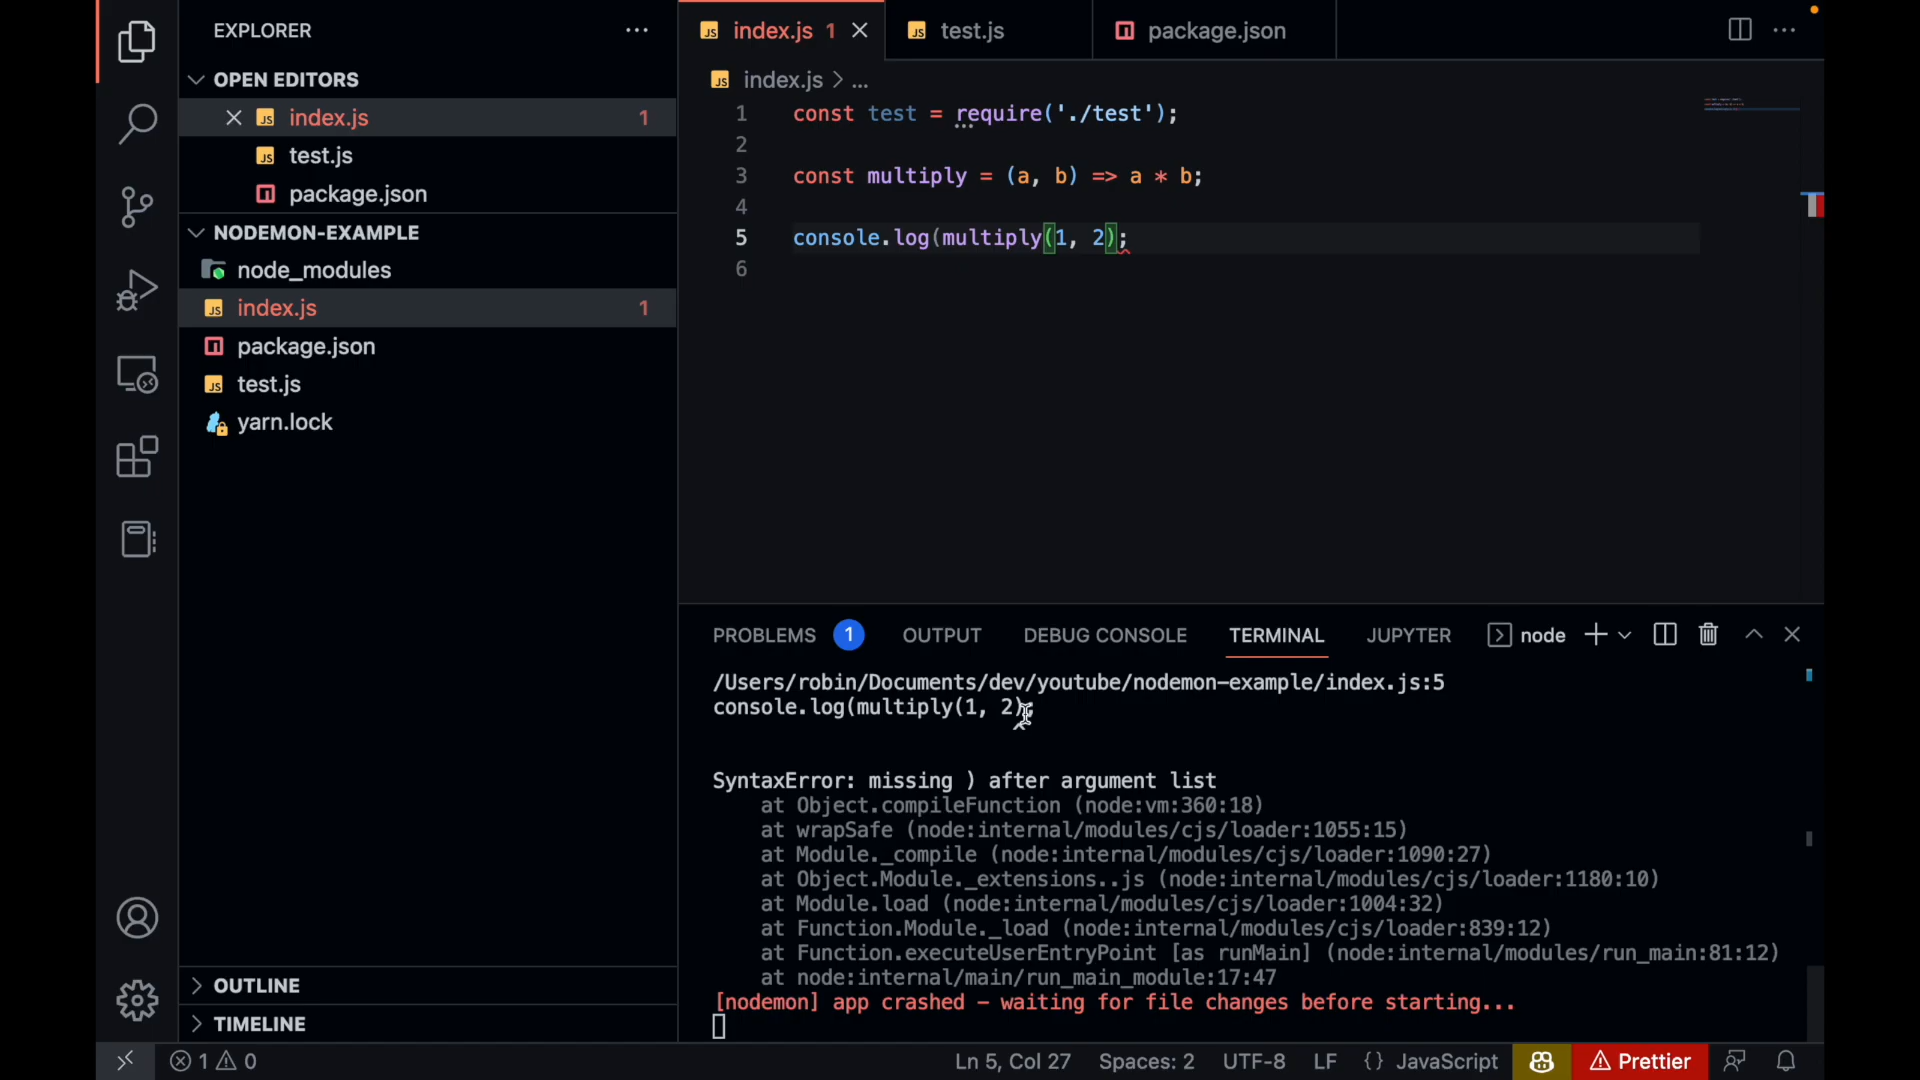 EXPLORER
OPEN EDITORS
index.js 1
test.js
package.json
NODEMON-EXAMPLE
node_modules
index.js 1
package.json
test.js
yarn.lock
OUTLINE
TIMELINE
index.js 1
test.js
package.json
index.js > ...
1 const test = require('./test');
2
3 const multiply = (a, b) => a * b;
4
5 console.log(multiply(1, 2);
6
PROBLEMS 1 OUTPUT DEBUG CONSOLE TERMINAL JUPYTER node
/Users/robin/Documents/dev/youtube/nodemon-example/index.js:5
console.log(multiply(1, 2);
^
SyntaxError: missing ) after argument list
at Object.compileFunction (node:vm:360:18)
at wrapSafe (node:internal/modules/cjs/loader:1055:15)
at Module._compile (node:internal/modules/cjs/loader:1090:27)
at Object.Module._extensions..js (node:internal/modules/cjs/loader:1180:10)
at Module.load (node:internal/modules/cjs/loader:1004:32)
at Function.Module._load (node:internal/modules/cjs/loader:839:12)
at Function.executeUserEntryPoint [as runMain] (node:internal/modules/run_main:81:12)
at node:internal/main/run_main_module:17:47
[nodemon] app crashed - waiting for file changes before starting...
1 0 Ln 5, Col 27 Spaces: 2 UTF-8 LF {} JavaScript Prettier